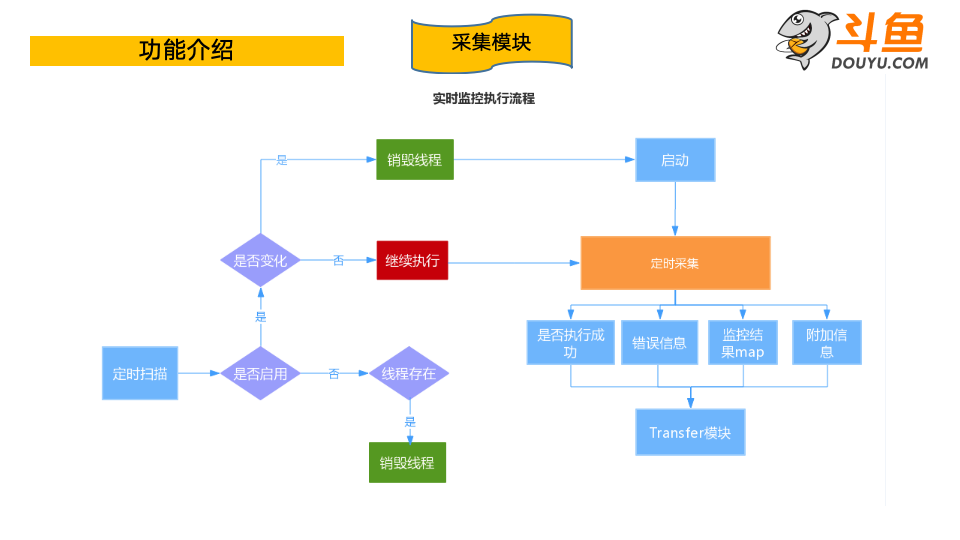 功能介绍
采集模块
斗鱼
DOUYU.COM
实时监控执行流程
是
销毁线程
启动
是否变化
否
继续执行
定时采集
是
是否执行成
功
错误信息
监控结
果map
附加信
息
定时扫描
是否启用
否
线程存在
是
Transfer模块
销毁线程